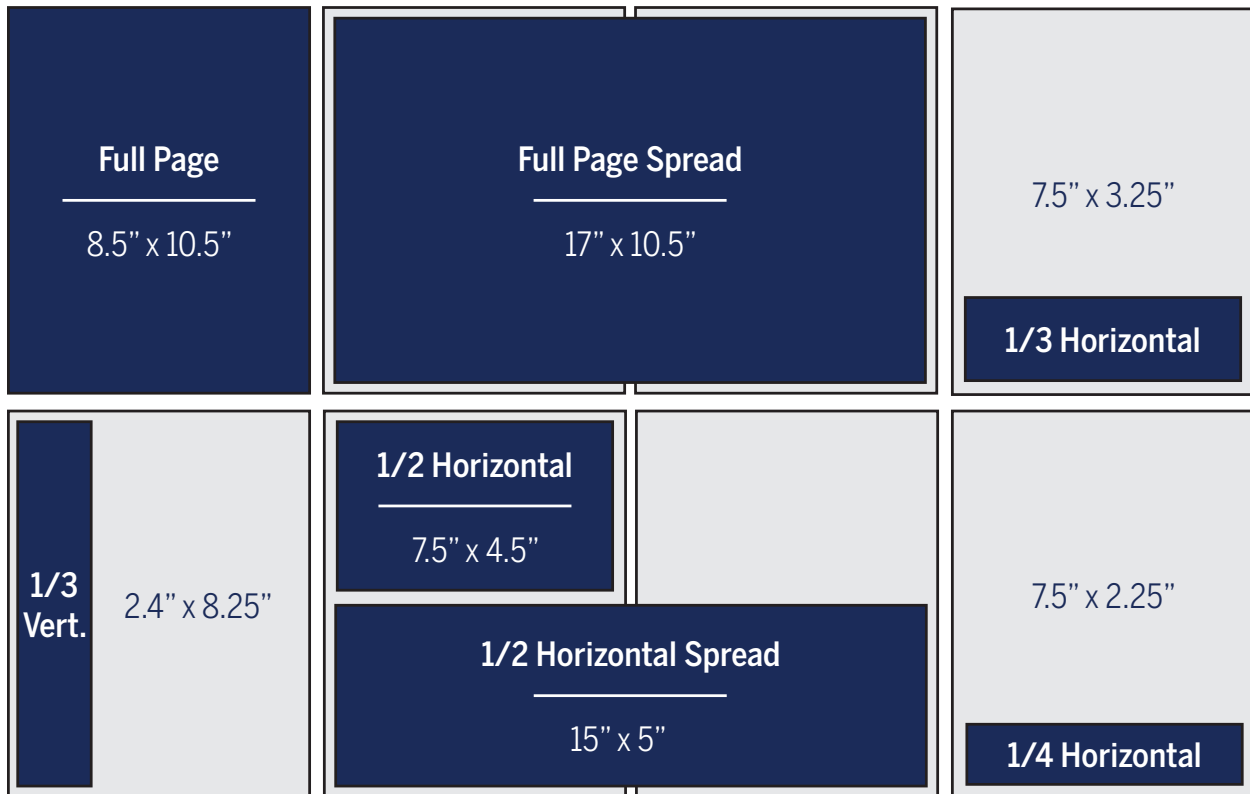 Full Page
8.5” x 10.5”
Full Page Spread
17” x 10.5”
7.5” x 3.25”
1/3 Horizontal
1/3
Vert.
2.4” x 8.25”
1/2 Horizontal
7.5” x 4.5”
1/2 Horizontal Spread
15” x 5”
7.5” x 2.25”
1/4 Horizontal